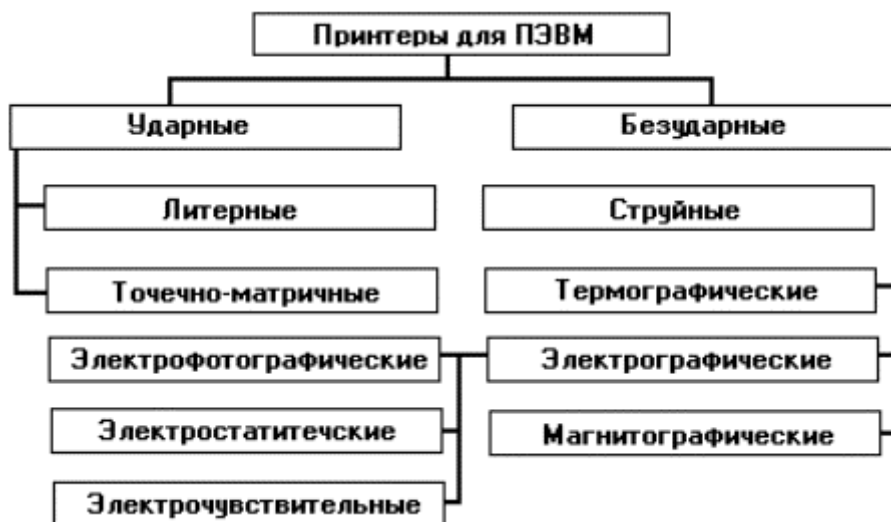 Принтеры для ПЭВМ
Ударные
Безударные
Литерные
Струйные
Точечно-матричные
Термографические
Электрофотографические
Электрографические
Электростатитечские
Магнитографические
Электрочувствительные